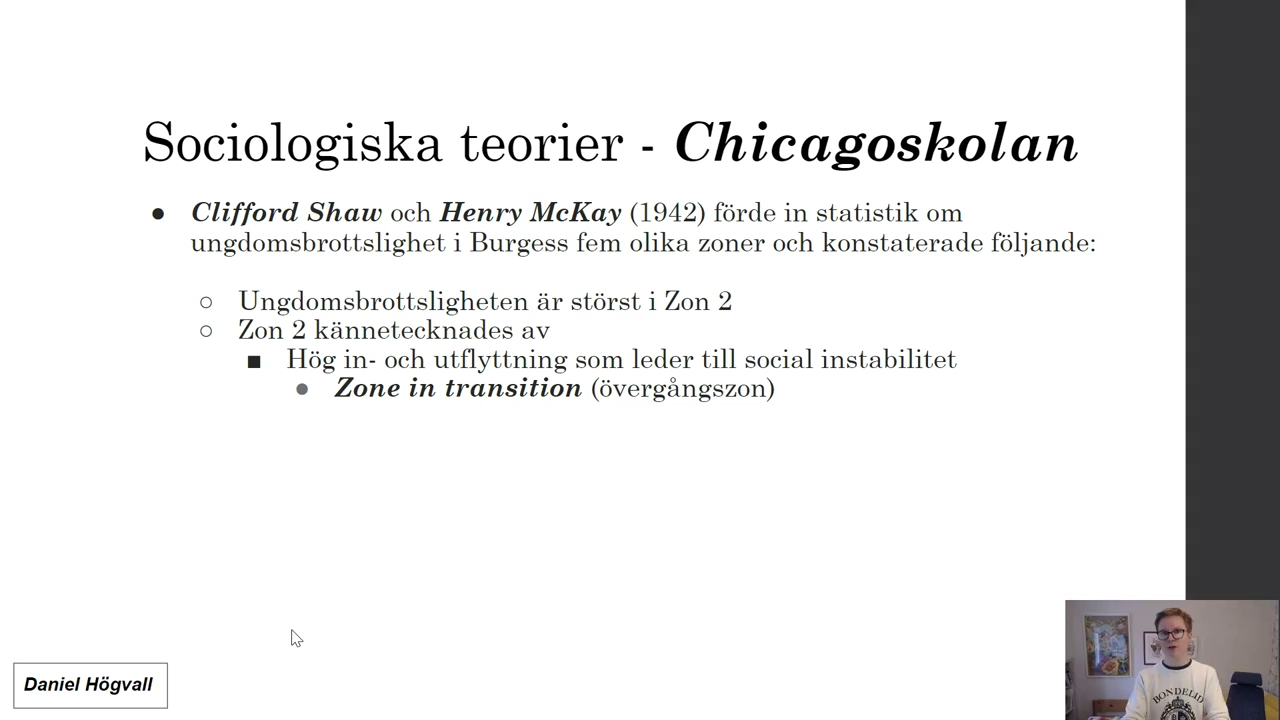 Sociologiska teorier - Chicagoskolan
● Clifford Shaw och Henry McKay (1942) förde in statistik om
ungdomsbrottslighet i Burgess fem olika zoner och konstaterade följande:
○ Ungdomsbrottsligheten är störst i Zon 2
○ Zon 2 kännetecknades av
■ Hög in- och utflyttning som leder till social instabilitet
● Zone in transition (övergångszon)
Daniel Högvall
BONDELID